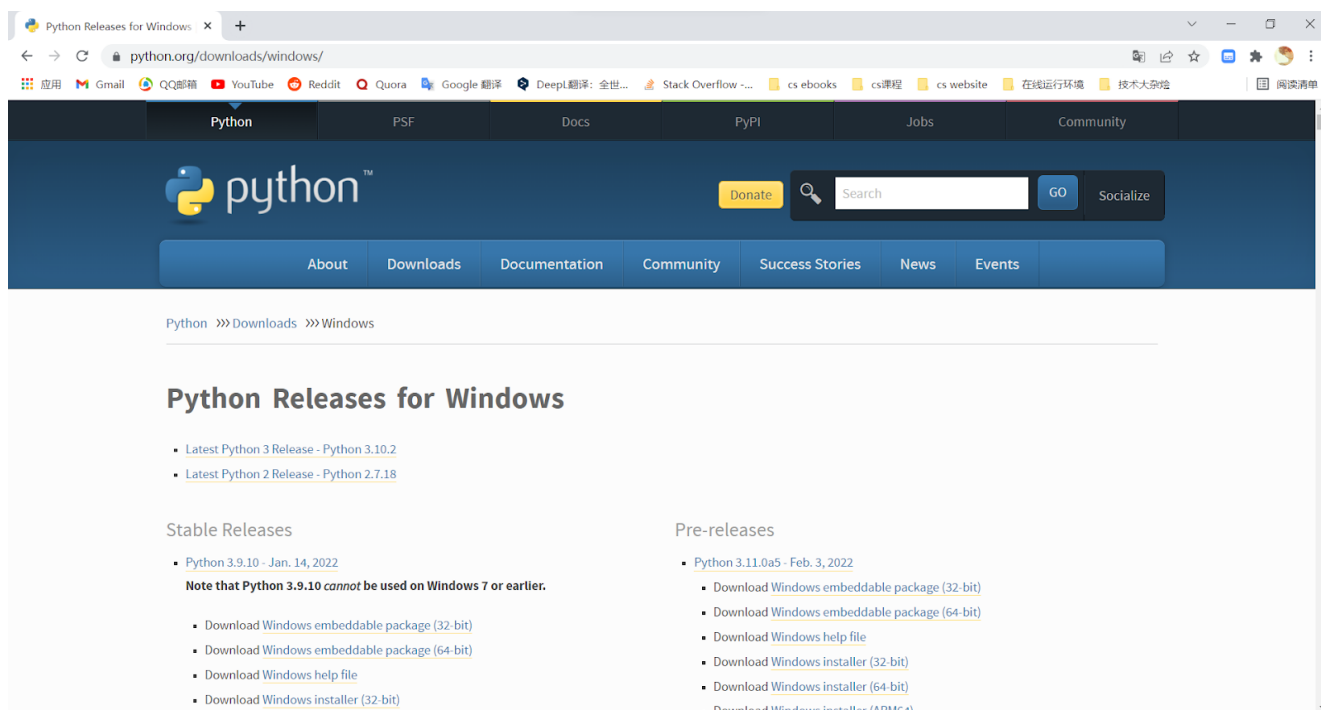 Python Releases for Windows
python.org/downloads/windows/
应用 Gmail QQ邮箱 YouTube Reddit Quora Google 翻译 DeepL翻译：全世... Stack Overflow -... cs ebooks cs课程 cs website 在线运行环境 技术大杂烩 阅读清单
Python PSF Docs PyPI Jobs Community
python™
Donate Search GO Socialize
About Downloads Documentation Community Success Stories News Events
Python >>> Downloads >>> Windows
Python Releases for Windows
Latest Python 3 Release - Python 3.10.2
Latest Python 2 Release - Python 2.7.18
Stable Releases
Python 3.9.10 - Jan. 14, 2022
Note that Python 3.9.10 cannot be used on Windows 7 or earlier.
Download Windows embeddable package (32-bit)
Download Windows embeddable package (64-bit)
Download Windows help file
Download Windows installer (32-bit)
Pre-releases
Python 3.11.0a5 - Feb. 3, 2022
Download Windows embeddable package (32-bit)
Download Windows embeddable package (64-bit)
Download Windows help file
Download Windows installer (32-bit)
Download Windows installer (64-bit)
Download Windows installer (ARM64)